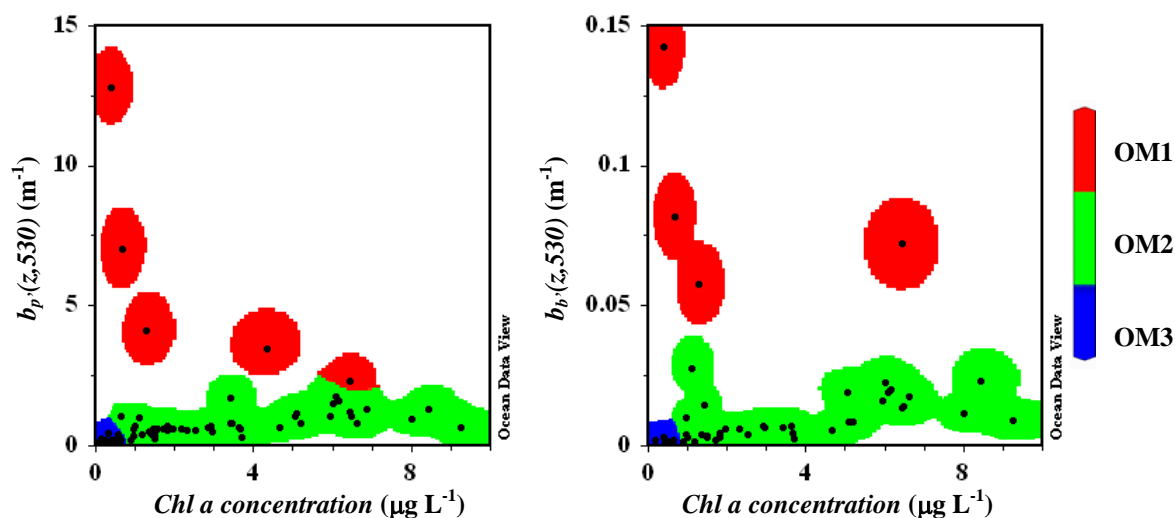 15
10
5
0
0
4
8
b_p,(z,530) (m^-1)
Chl a concentration (μg L^-1)
Ocean Data View
0.15
0.1
0.05
0
0
4
8
b_b,(z,530) (m^-1)
Chl a concentration (μg L^-1)
Ocean Data View
OM1
OM2
OM3